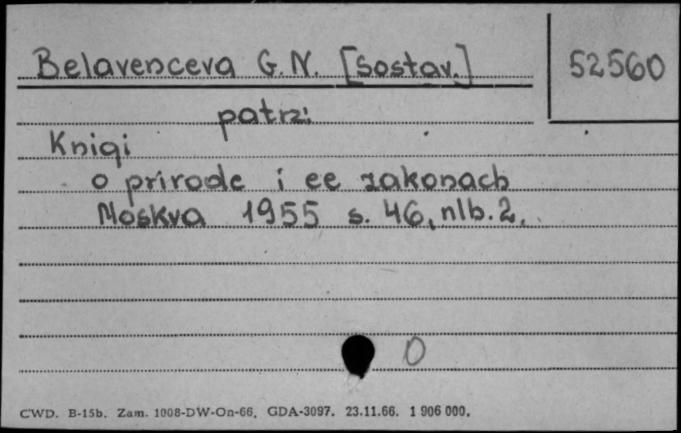 Belavenceva G. N. [Sostav.]
52560
patrz:
Knigi
o prirode i ee zakonach
Moskva 1955 s. 46, nlb. 2.
0
CWD. B-15b. Zam. 1008-DW-On-66. GDA-3097. 23.11.66. 1 906 000.